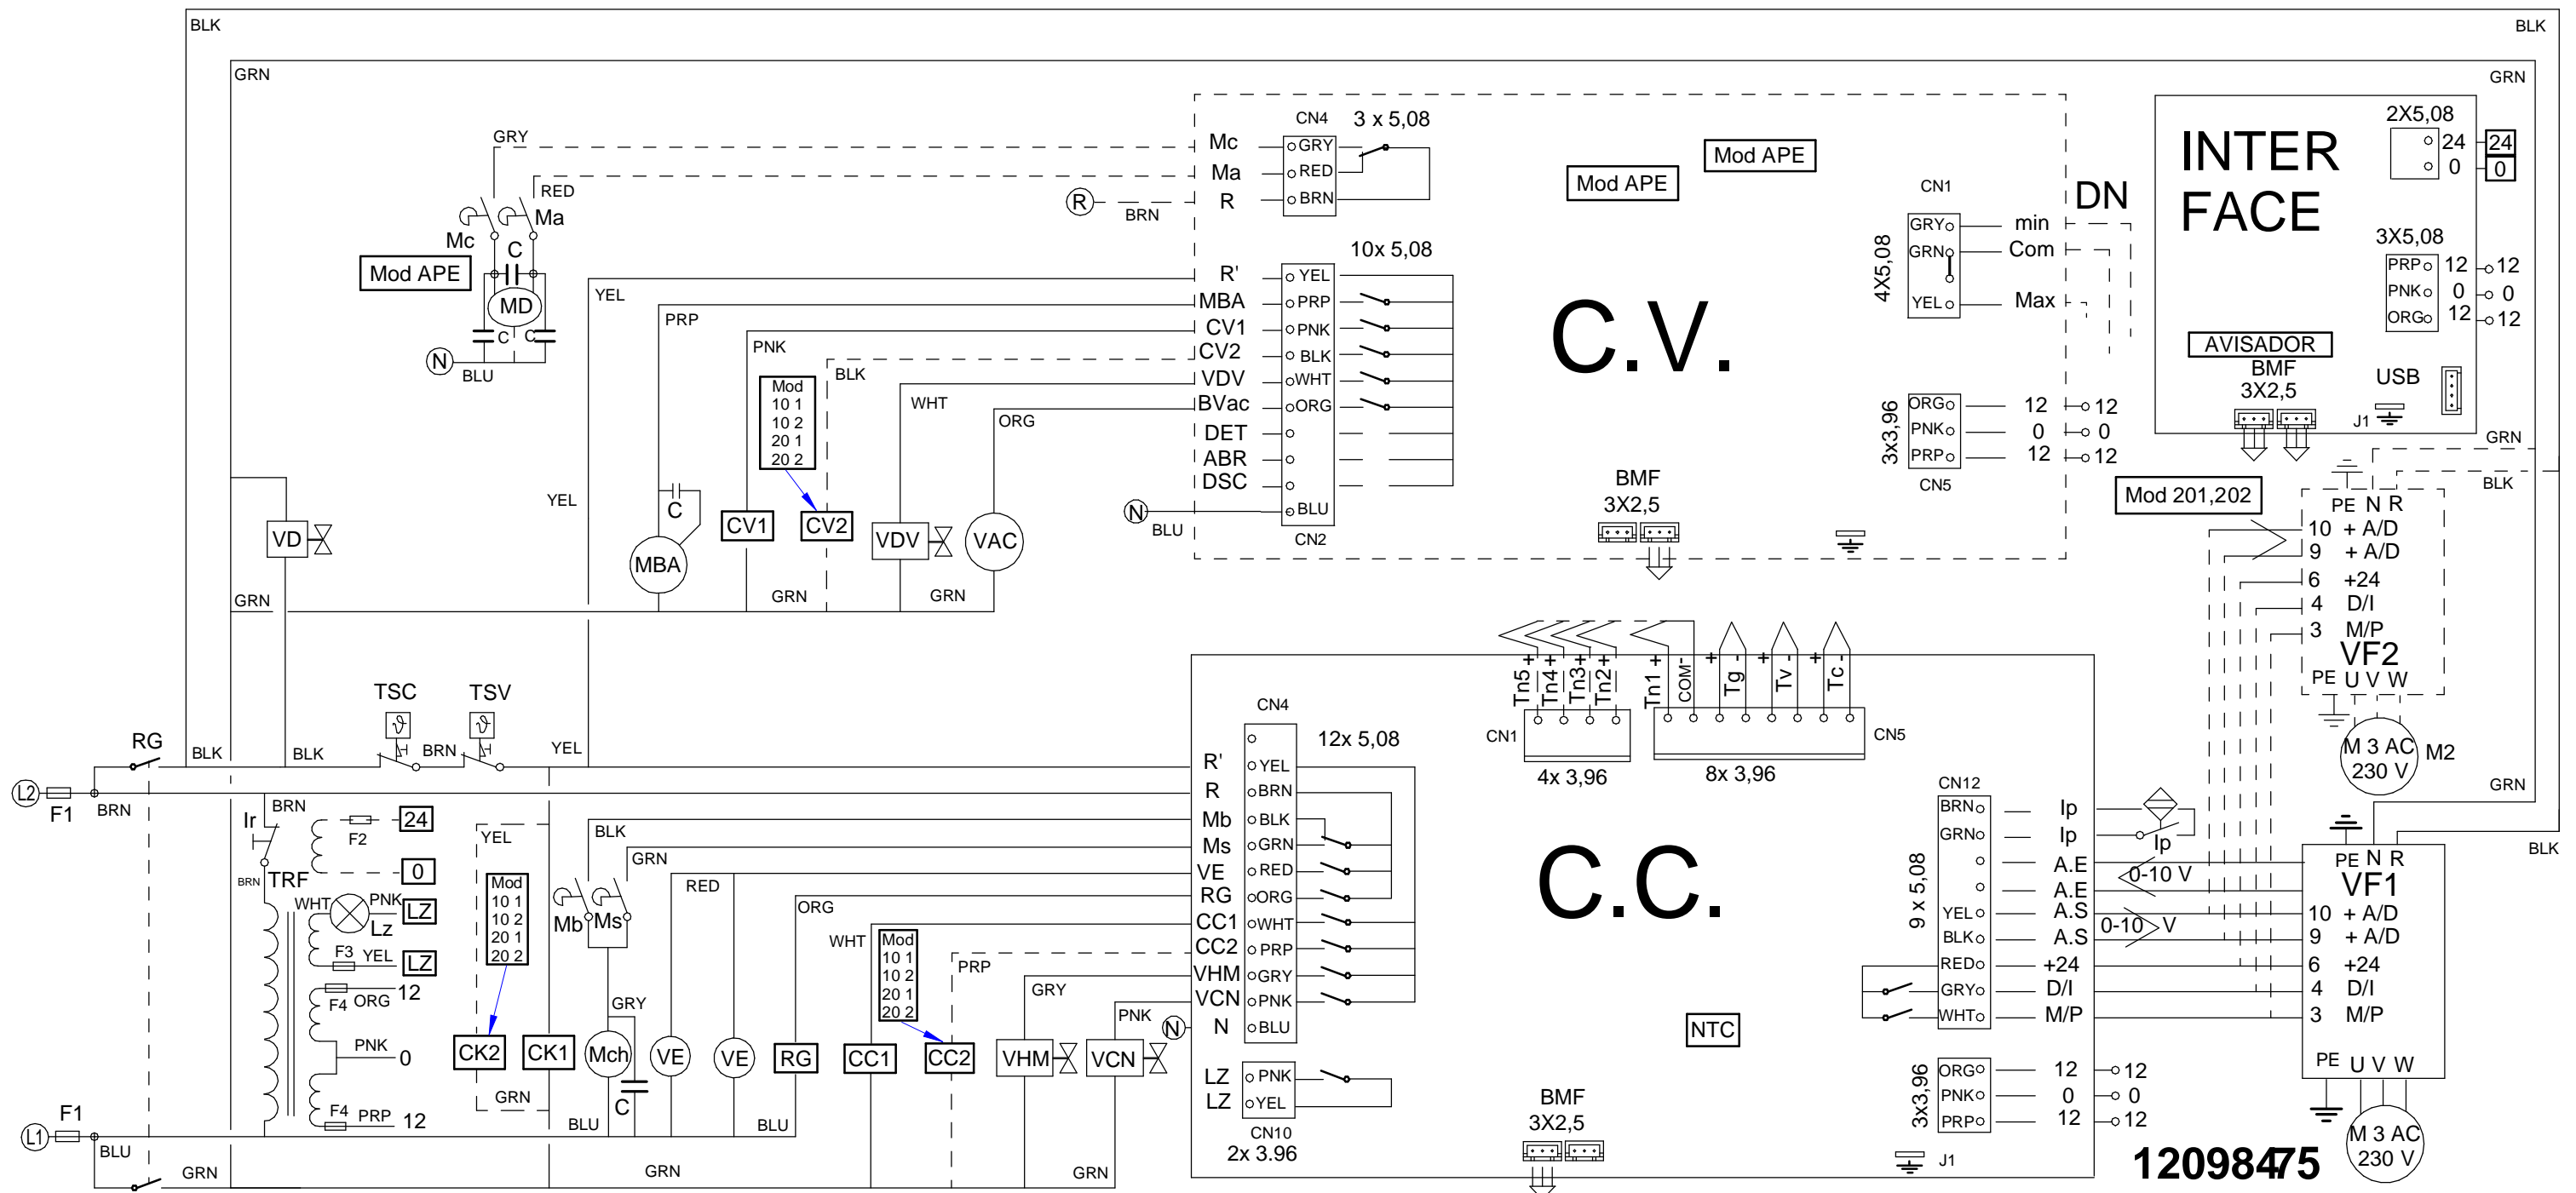 BLK
BLK
GRN
GRN
GRY
RED
Mc
Ma
C
MD
C
C
Mod APE
N
BLU
R
BRN
Mc
Ma
R
CN4
3 x 5,08
GRY
RED
BRN
Mod APE
Mod APE
10x 5,08
R'
MBA
CV1
CV2
VDV
BVac
DET
ABR
DSC
YEL
PRP
PNK
BLK
WHT
ORG
BLU
CN2
N
BLU
C.V.
CN1
4X5,08
GRY
GRN
YEL
min
Com
Max
DN
3x3,96
ORG
PNK
PRP
CN5
12
0
12
12
0
12
BMF
3X2,5
INTER
FACE
2X5,08
24
0
24
0
3X5,08
PRP
PNK
ORG
12
0
12
12
0
12
AVISADOR
BMF
3X2,5
USB
J1
GRN
BLK
Mod 201,202
PE N R
10 + A/D
9 + A/D
6 +24
4 D/I
3 M/P
VF2
PE U V W
M 3 AC
230 V
M2
GRN
BLK
YEL
PRP
PNK
BLK
WHT
ORG
Mod
10 1
10 2
20 1
20 2
YEL
C
MBA
CV1
CV2
VDV
VAC
VD
GRN
GRN
GRN
TSC
TSV
RG
BLK
BLK
BRN
YEL
L2
F1
BRN
BRN
Ir
BRN
TRF
F2
24
0
WHT
PNK
LZ
Lz
F3
YEL
LZ
F4
ORG
12
PNK
0
F4
PRP
12
L1
F1
BLU
GRN
YEL
Mod
10 1
10 2
20 1
20 2
CK2
CK1
GRN
BLK
GRN
Mb
Ms
GRY
Mch
C
BLU
RED
VE
VE
BLU
ORG
RG
WHT
CC1
Mod
10 1
10 2
20 1
20 2
PRP
CC2
GRY
VHM
PNK
VCN
GRN
GRN
N
CN4
12x 5,08
R'
R
Mb
Ms
VE
RG
CC1
CC2
VHM
VCN
N
YEL
BRN
BLK
GRN
RED
ORG
WHT
PRP
GRY
PNK
BLU
LZ
LZ
PNK
YEL
CN10
2x 3.96
Tn5 +
Tn4+
Tn3+
Tn2+
CN1
4x 3,96
Tn1 +
COM-
+ Tg -
+ Tv -
+ Tc -
CN5
8x 3,96
C.C.
NTC
BMF
3X2,5
CN12
9 x 5,08
BRN
GRN
YEL
BLK
RED
GRY
WHT
Ip
Ip
A.E
A.E
A.S
A.S
+24
D/I
M/P
Ip
0-10 V
0-10 V
3x3,96
ORG
PNK
PRP
12
0
12
12
0
12
J1
PE N R
VF1
10 + A/D
9 + A/D
6 +24
4 D/I
3 M/P
PE U V W
M 3 AC
230 V